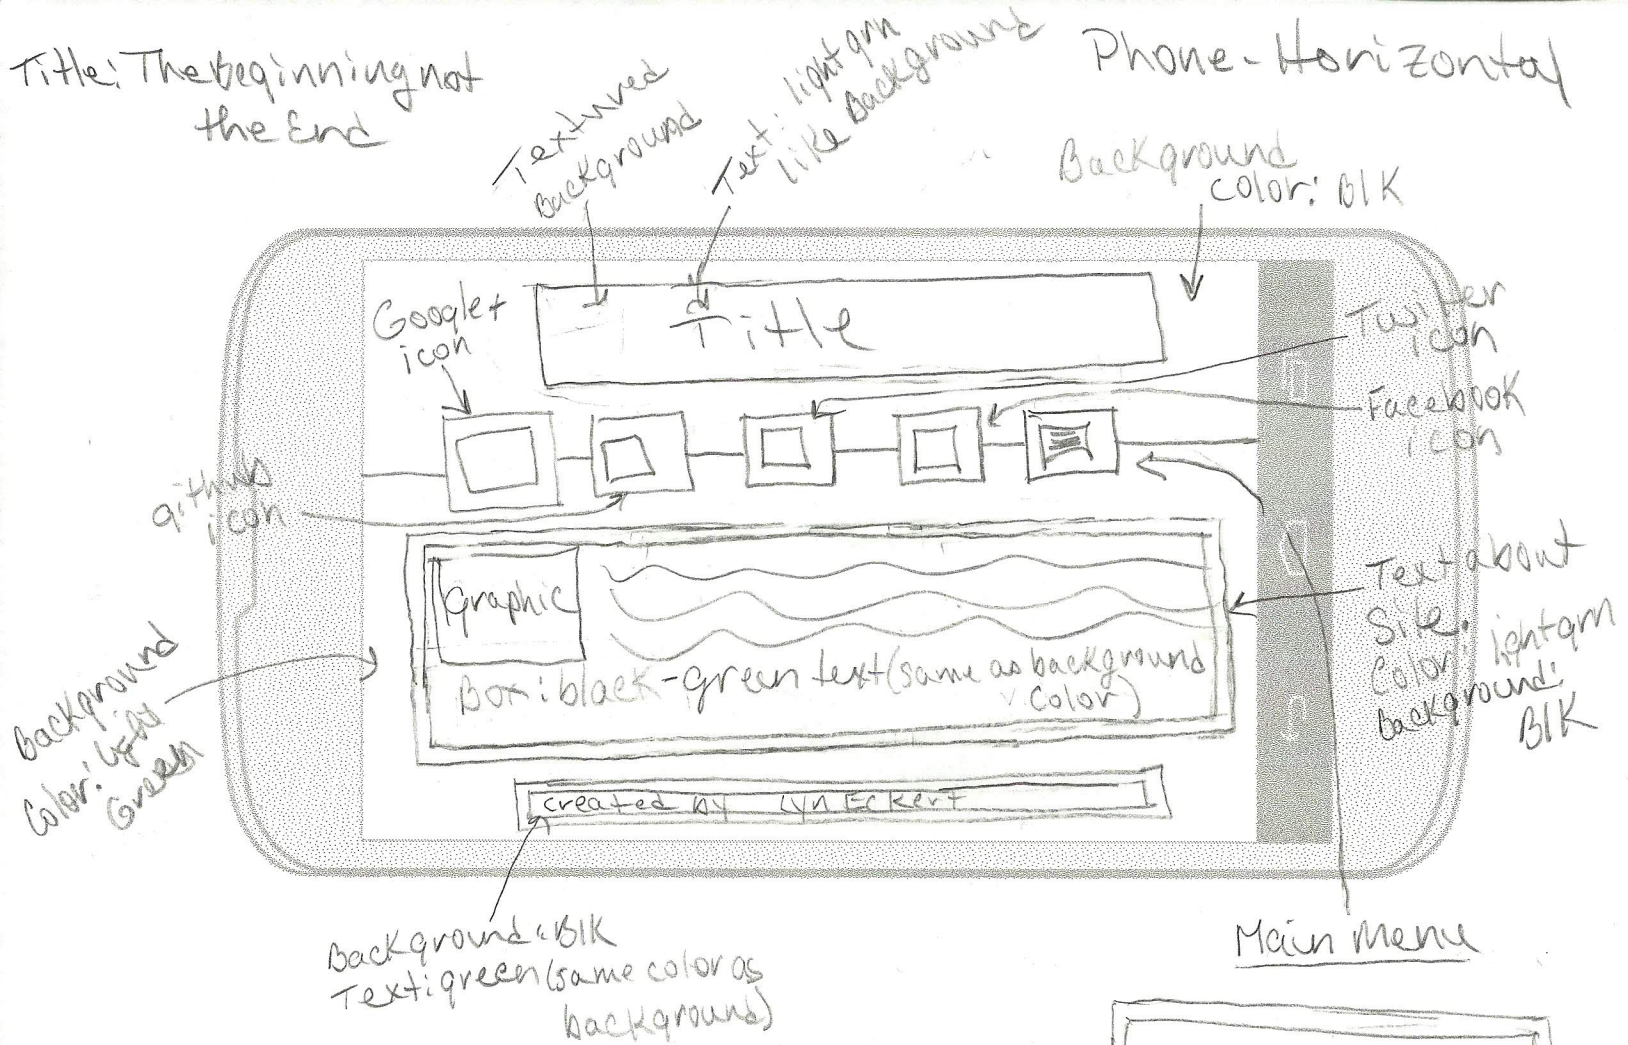 Title: The beginning not
the End
Textured
Background
Text: light grn
like Background
Phone-Horizontal
Background
color: Blk
Google+
icon
Title
Twitter
icon
Facebook
icon
github
icon
graphic
Box: black-green text (same as background
color)
Text about
Site.
Color: light grn
background:
Blk
Background
Color: light
Green
created by Lyn Eckert
Background: Blk
Text: green (same color as
background)
Main Menu